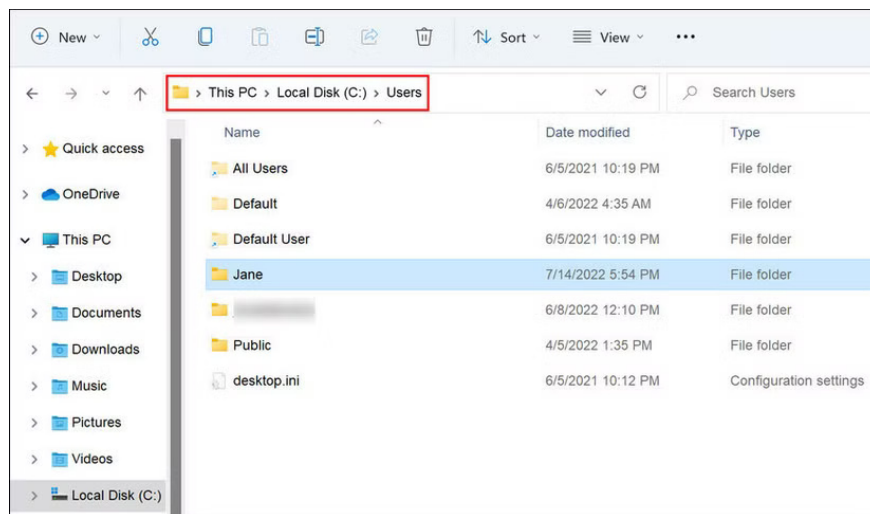 New
Sort
View
This PC > Local Disk (C:) > Users
Search Users
Name Date modified Type
Quick access
OneDrive
This PC
Desktop
Documents
Downloads
Music
Pictures
Videos
Local Disk (C:)
All Users 6/5/2021 10:19 PM File folder
Default 4/6/2022 4:35 AM File folder
Default User 6/5/2021 10:19 PM File folder
Jane 7/14/2022 5:54 PM File folder
6/8/2022 12:10 PM File folder
Public 4/5/2022 1:35 PM File folder
desktop.ini 6/5/2021 10:12 PM Configuration settings